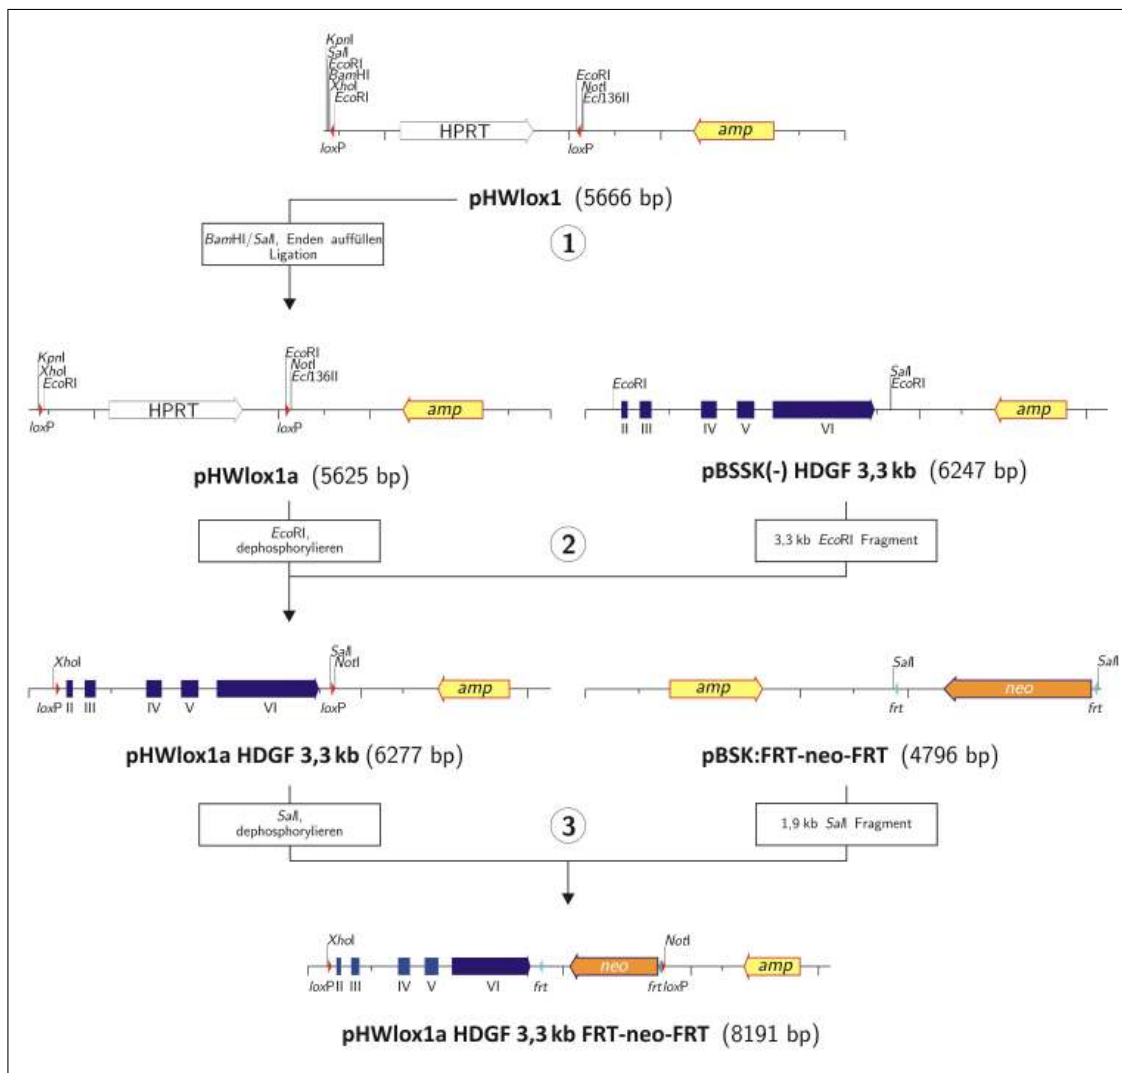 KpnI
SalI
EcoRI
BamHI
XhoI
EcoRI
EcoRI
NotI
Ecl136II
HPRT
amp
loxP
loxP
pHWlox1 (5666 bp)
BamHI/SalI, Enden auffüllen
Ligation
1
KpnI
XhoI
EcoRI
EcoRI
NotI
Ecl136II
HPRT
amp
loxP
loxP
pHWlox1a (5625 bp)
SalI
EcoRI
EcoRI
amp
II III IV V VI
pBSSK(-) HDGF 3,3 kb (6247 bp)
EcoRI,
dephosphorylieren
2
3,3 kb EcoRI Fragment
XhoI
SalI
NotI
amp
loxP II III IV V VI loxP
pHWlox1a HDGF 3,3 kb (6277 bp)
SalI
SalI
amp
neo
frt
frt
pBSK:FRT-neo-FRT (4796 bp)
SalI,
dephosphorylieren
3
1,9 kb SalI Fragment
XhoI
NotI
neo
amp
loxP II III IV V VI frt frt loxP
pHWlox1a HDGF 3,3 kb FRT-neo-FRT (8191 bp)